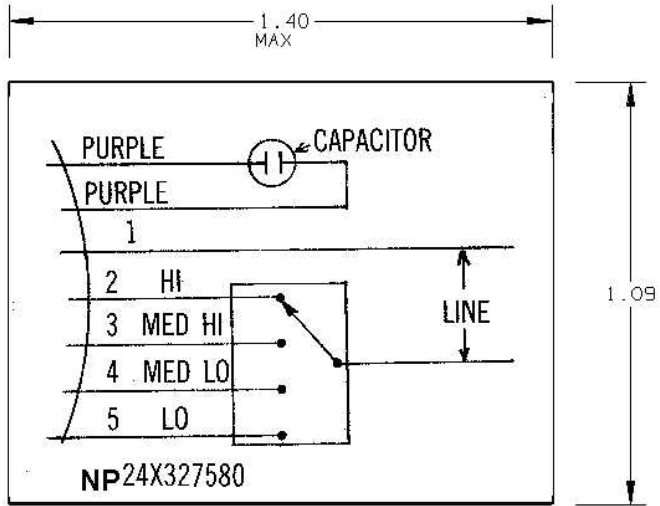 1.40
MAX
PURPLE
CAPACITOR
PURPLE
1
2 HI
3 MED HI
4 MED LO
5 LO
LINE
1.09
NP24X327580